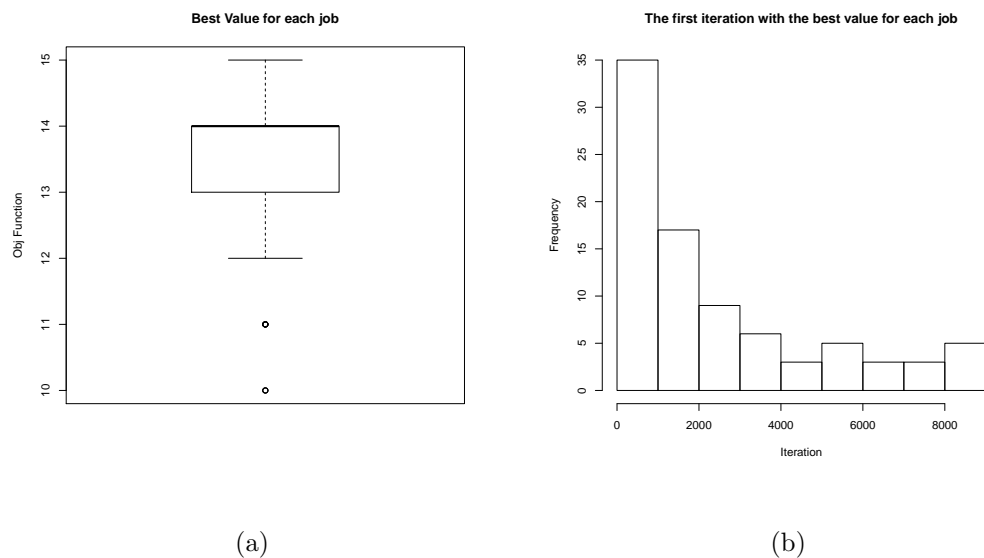 Best Value for each job
Obj Function
15
14
13
12
11
10
(a)
The first iteration with the best value for each job
Frequency
35
30
25
20
15
10
5
0
0 2000 4000 6000 8000
Iteration
(b)